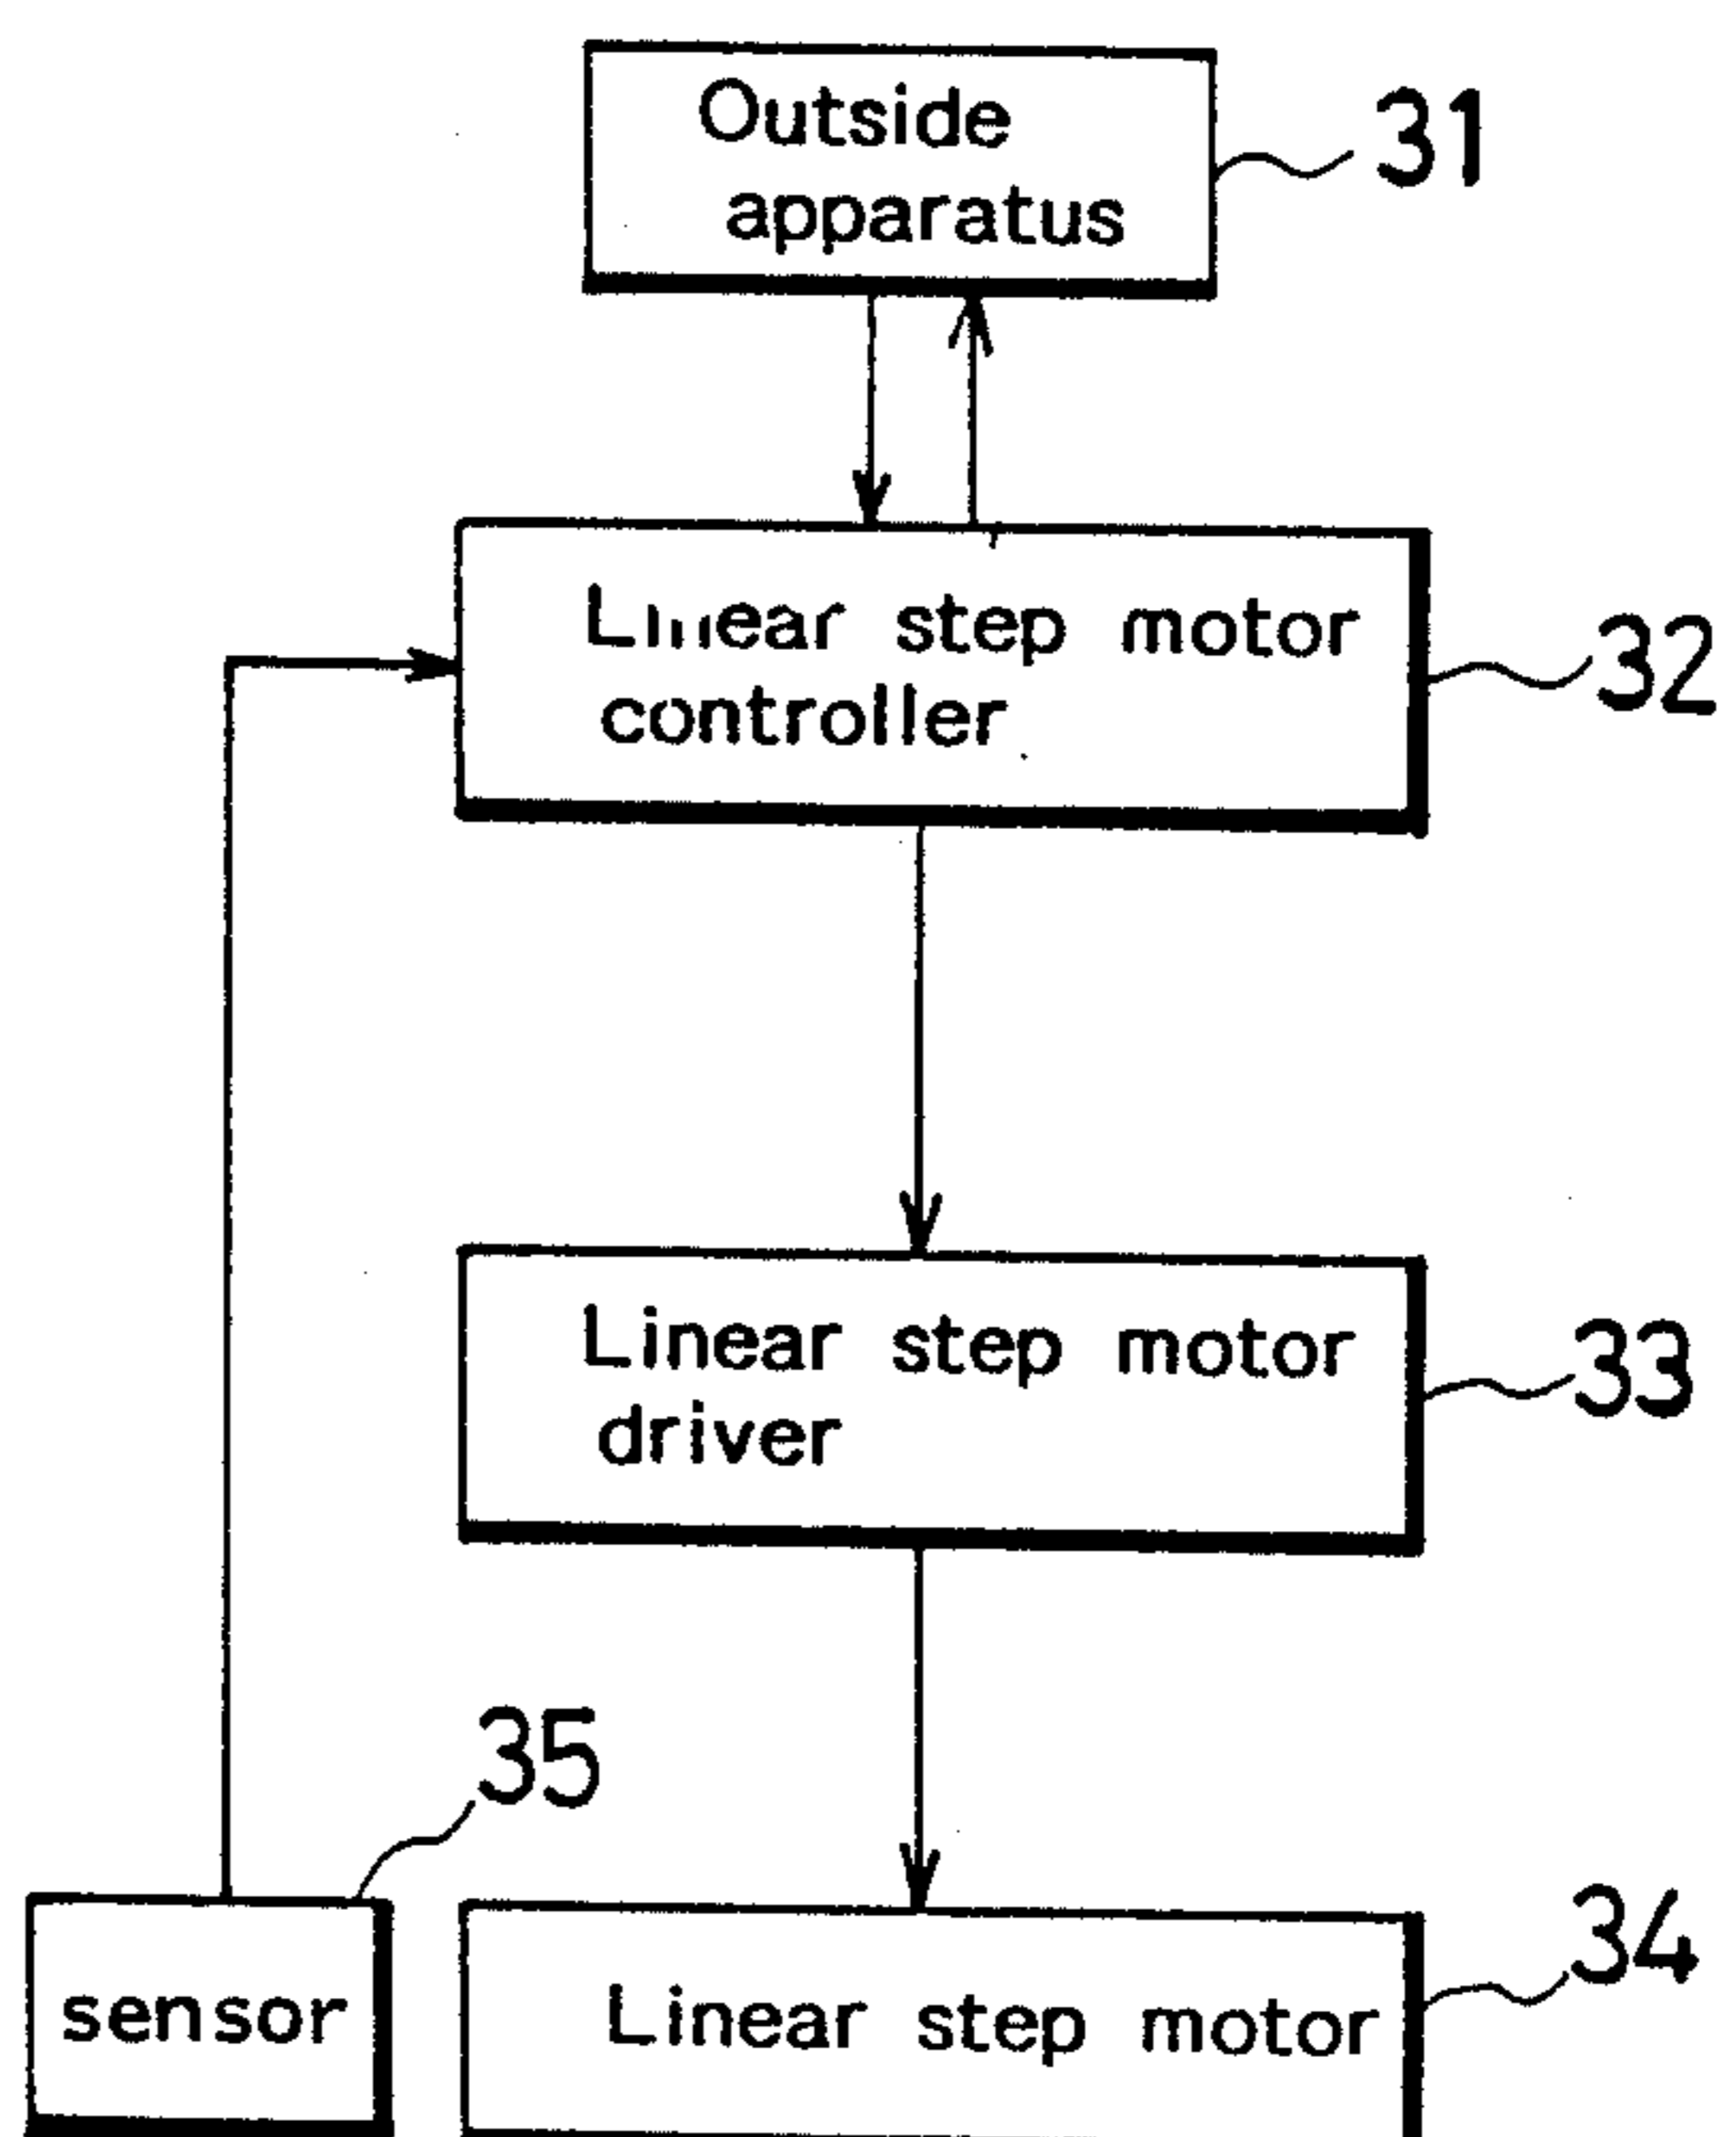 Outside
apparatus
31
Linear step motor
controller
32
Linear step motor
driver
33
35
sensor
Linear step motor
34